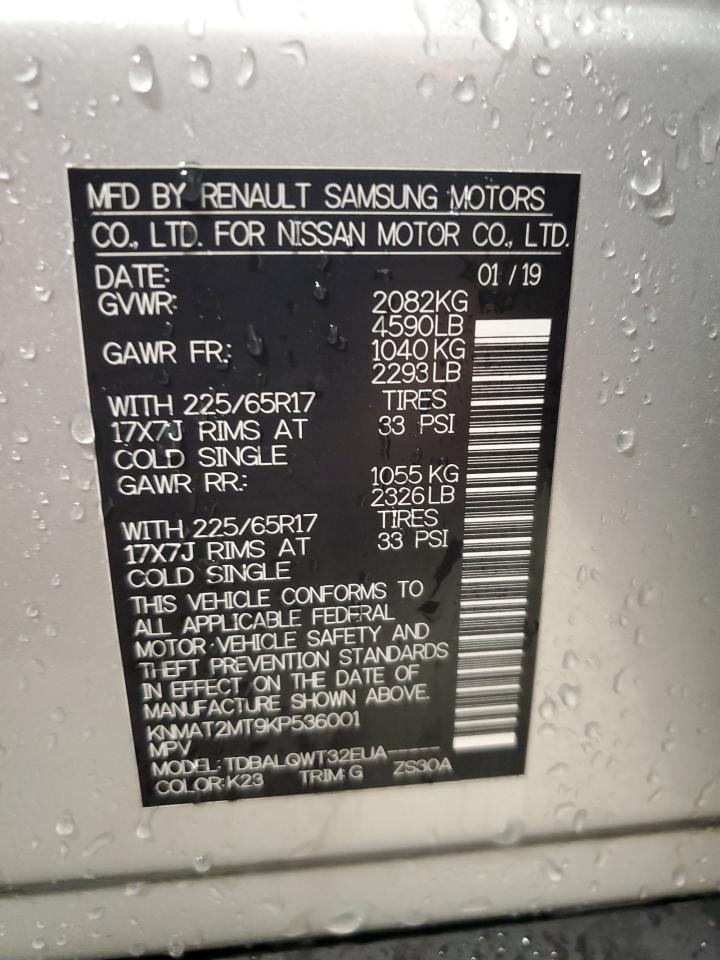 MFD BY RENAULT SAMSUNG MOTORS
CO., LTD. FOR NISSAN MOTOR CO., LTD.
DATE: 01 / 19
GVWR: 2082KG
4590LB
GAWR FR.: 1040 KG
2293 LB
WITH 225/65R17 TIRES
17X7J RIMS AT 33 PSI
COLD SINGLE
GAWR RR.: 1055 KG
2326 LB
WITH 225/65R17 TIRES
17X7J RIMS AT 33 PSI
COLD SINGLE
THIS VEHICLE CONFORMS TO
ALL APPLICABLE FEDERAL
MOTOR VEHICLE SAFETY AND
THEFT PREVENTION STANDARDS
IN EFFECT ON THE DATE OF
MANUFACTURE SHOWN ABOVE.
KNMAT2MT9KP536001
MPV
MODEL: TDBALQWT32EUA-----
COLOR: K23 TRIM: G ZS30A